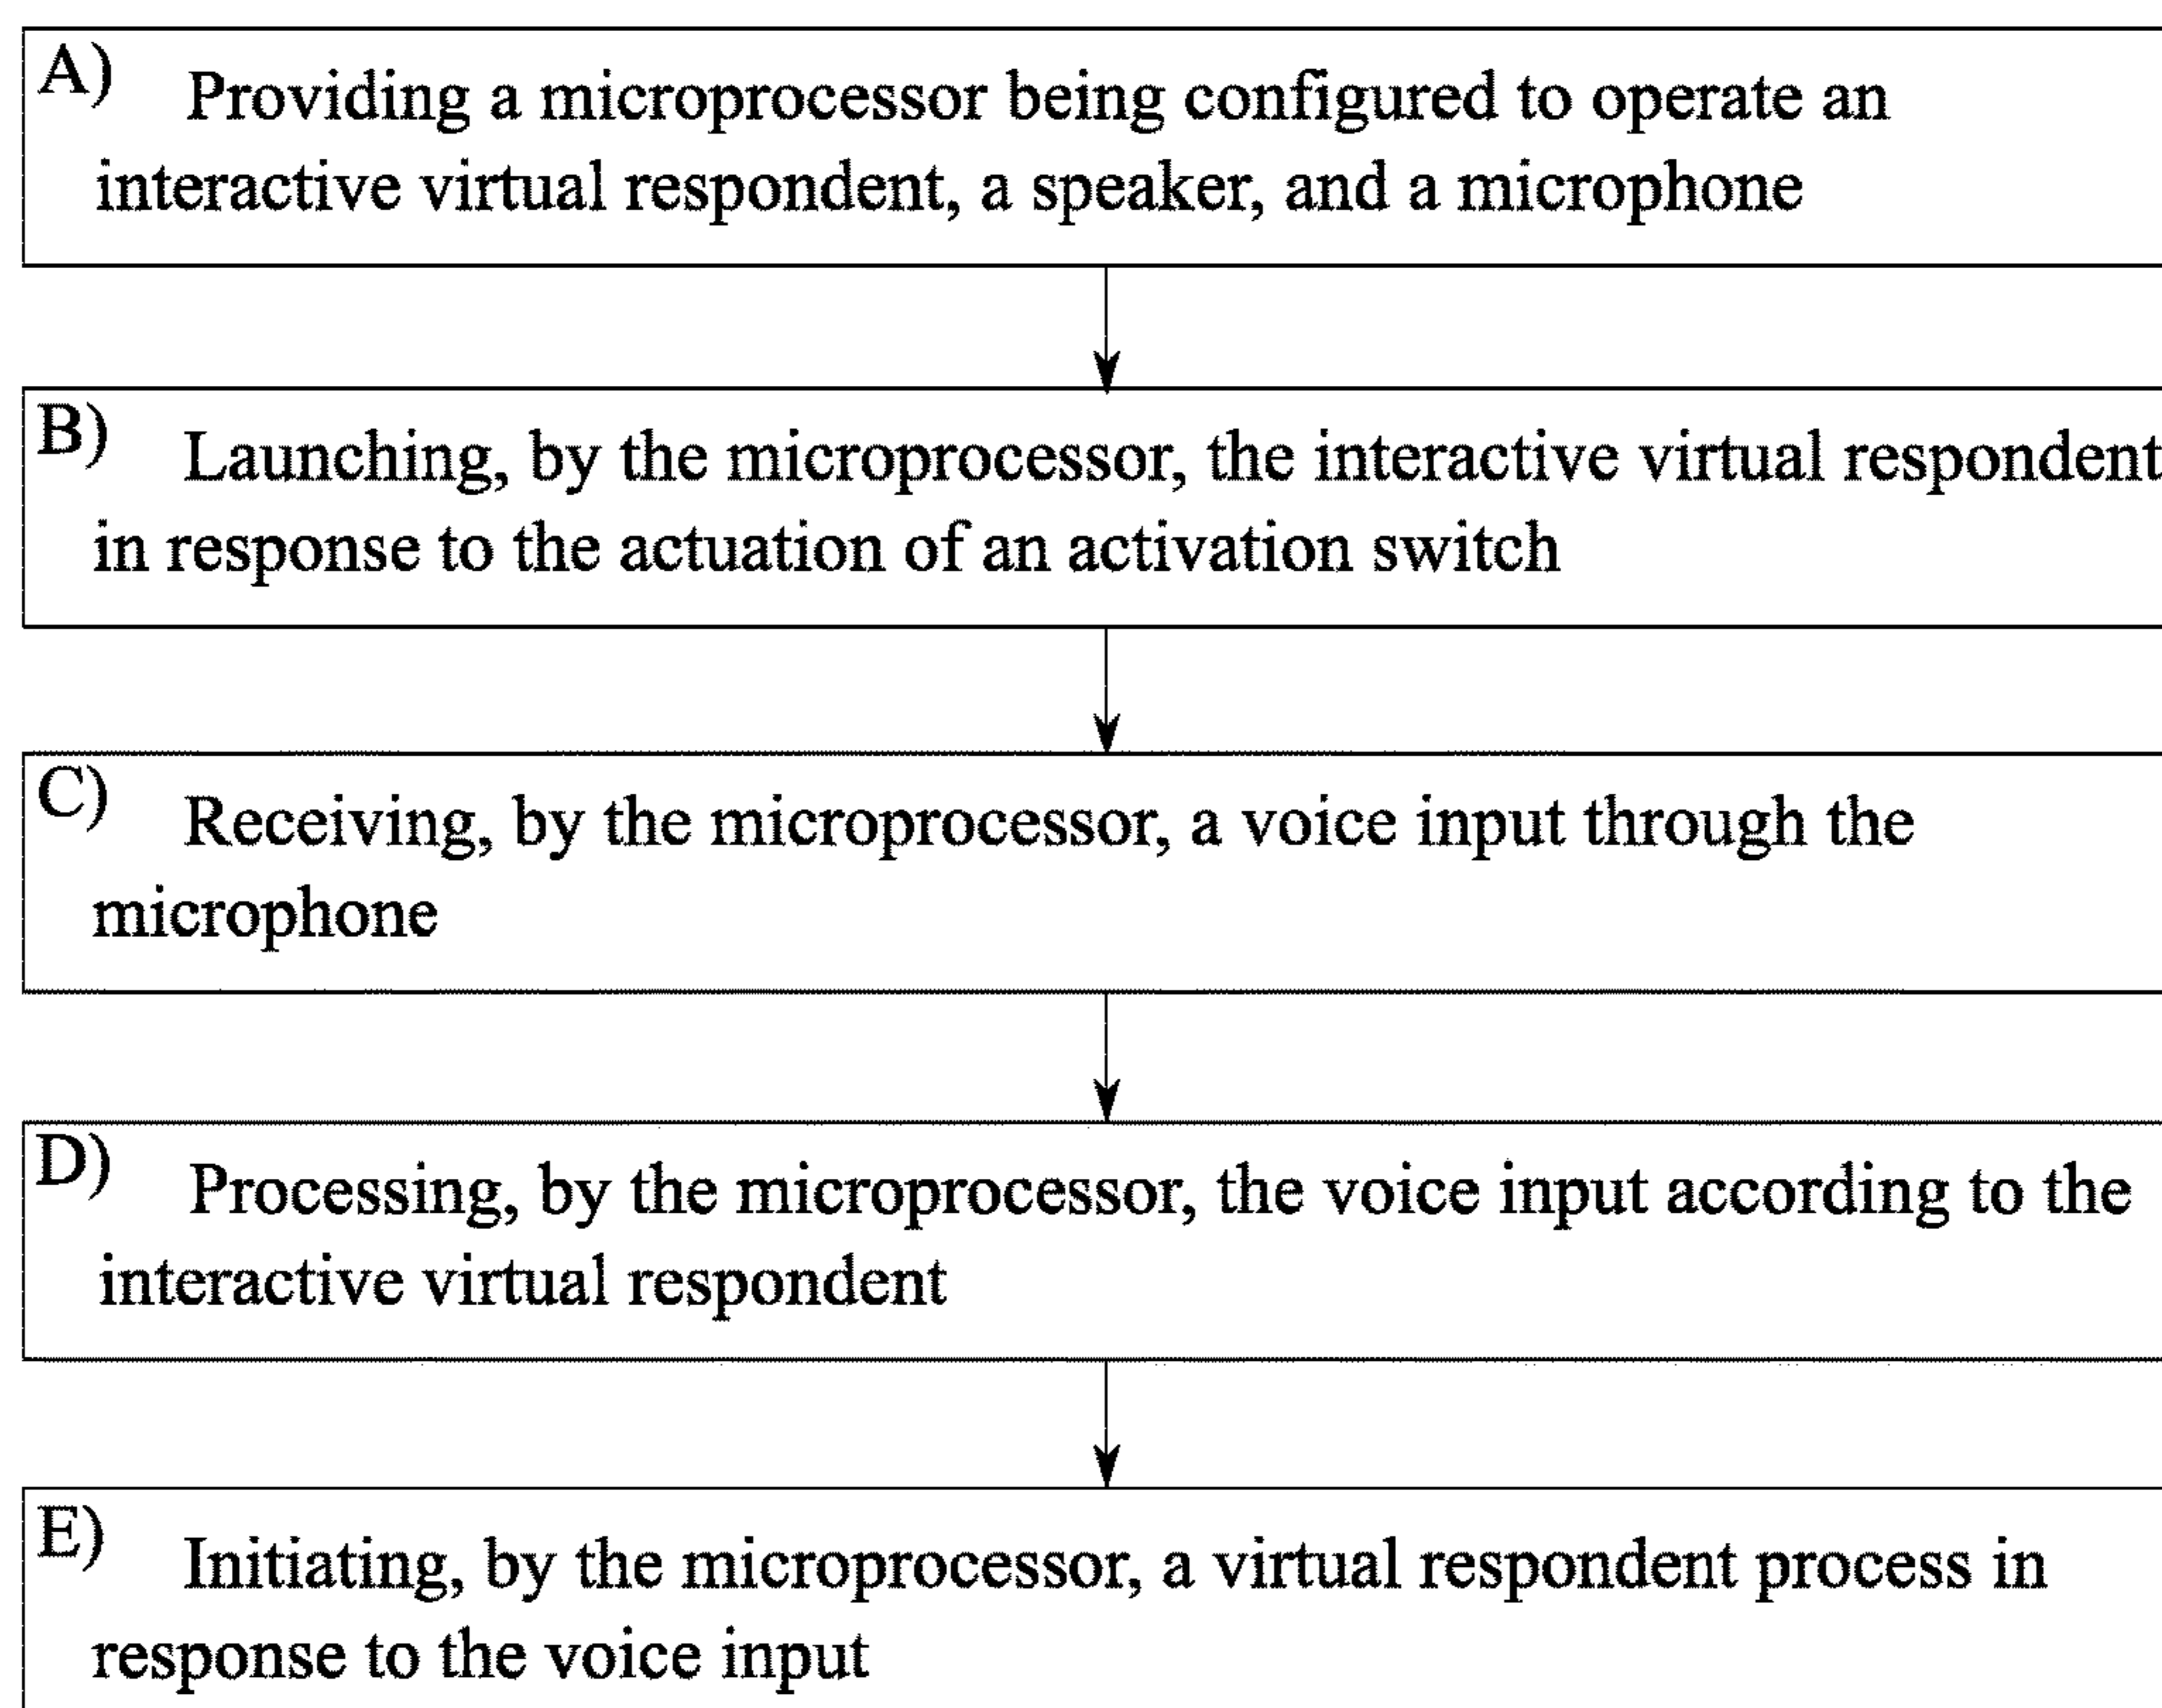 A) Providing a microprocessor being configured to operate an
interactive virtual respondent, a speaker, and a microphone
B) Launching, by the microprocessor, the interactive virtual respondent
in response to the actuation of an activation switch
C) Receiving, by the microprocessor, a voice input through the
microphone
D) Processing, by the microprocessor, the voice input according to the
interactive virtual respondent
E) Initiating, by the microprocessor, a virtual respondent process in
response to the voice input